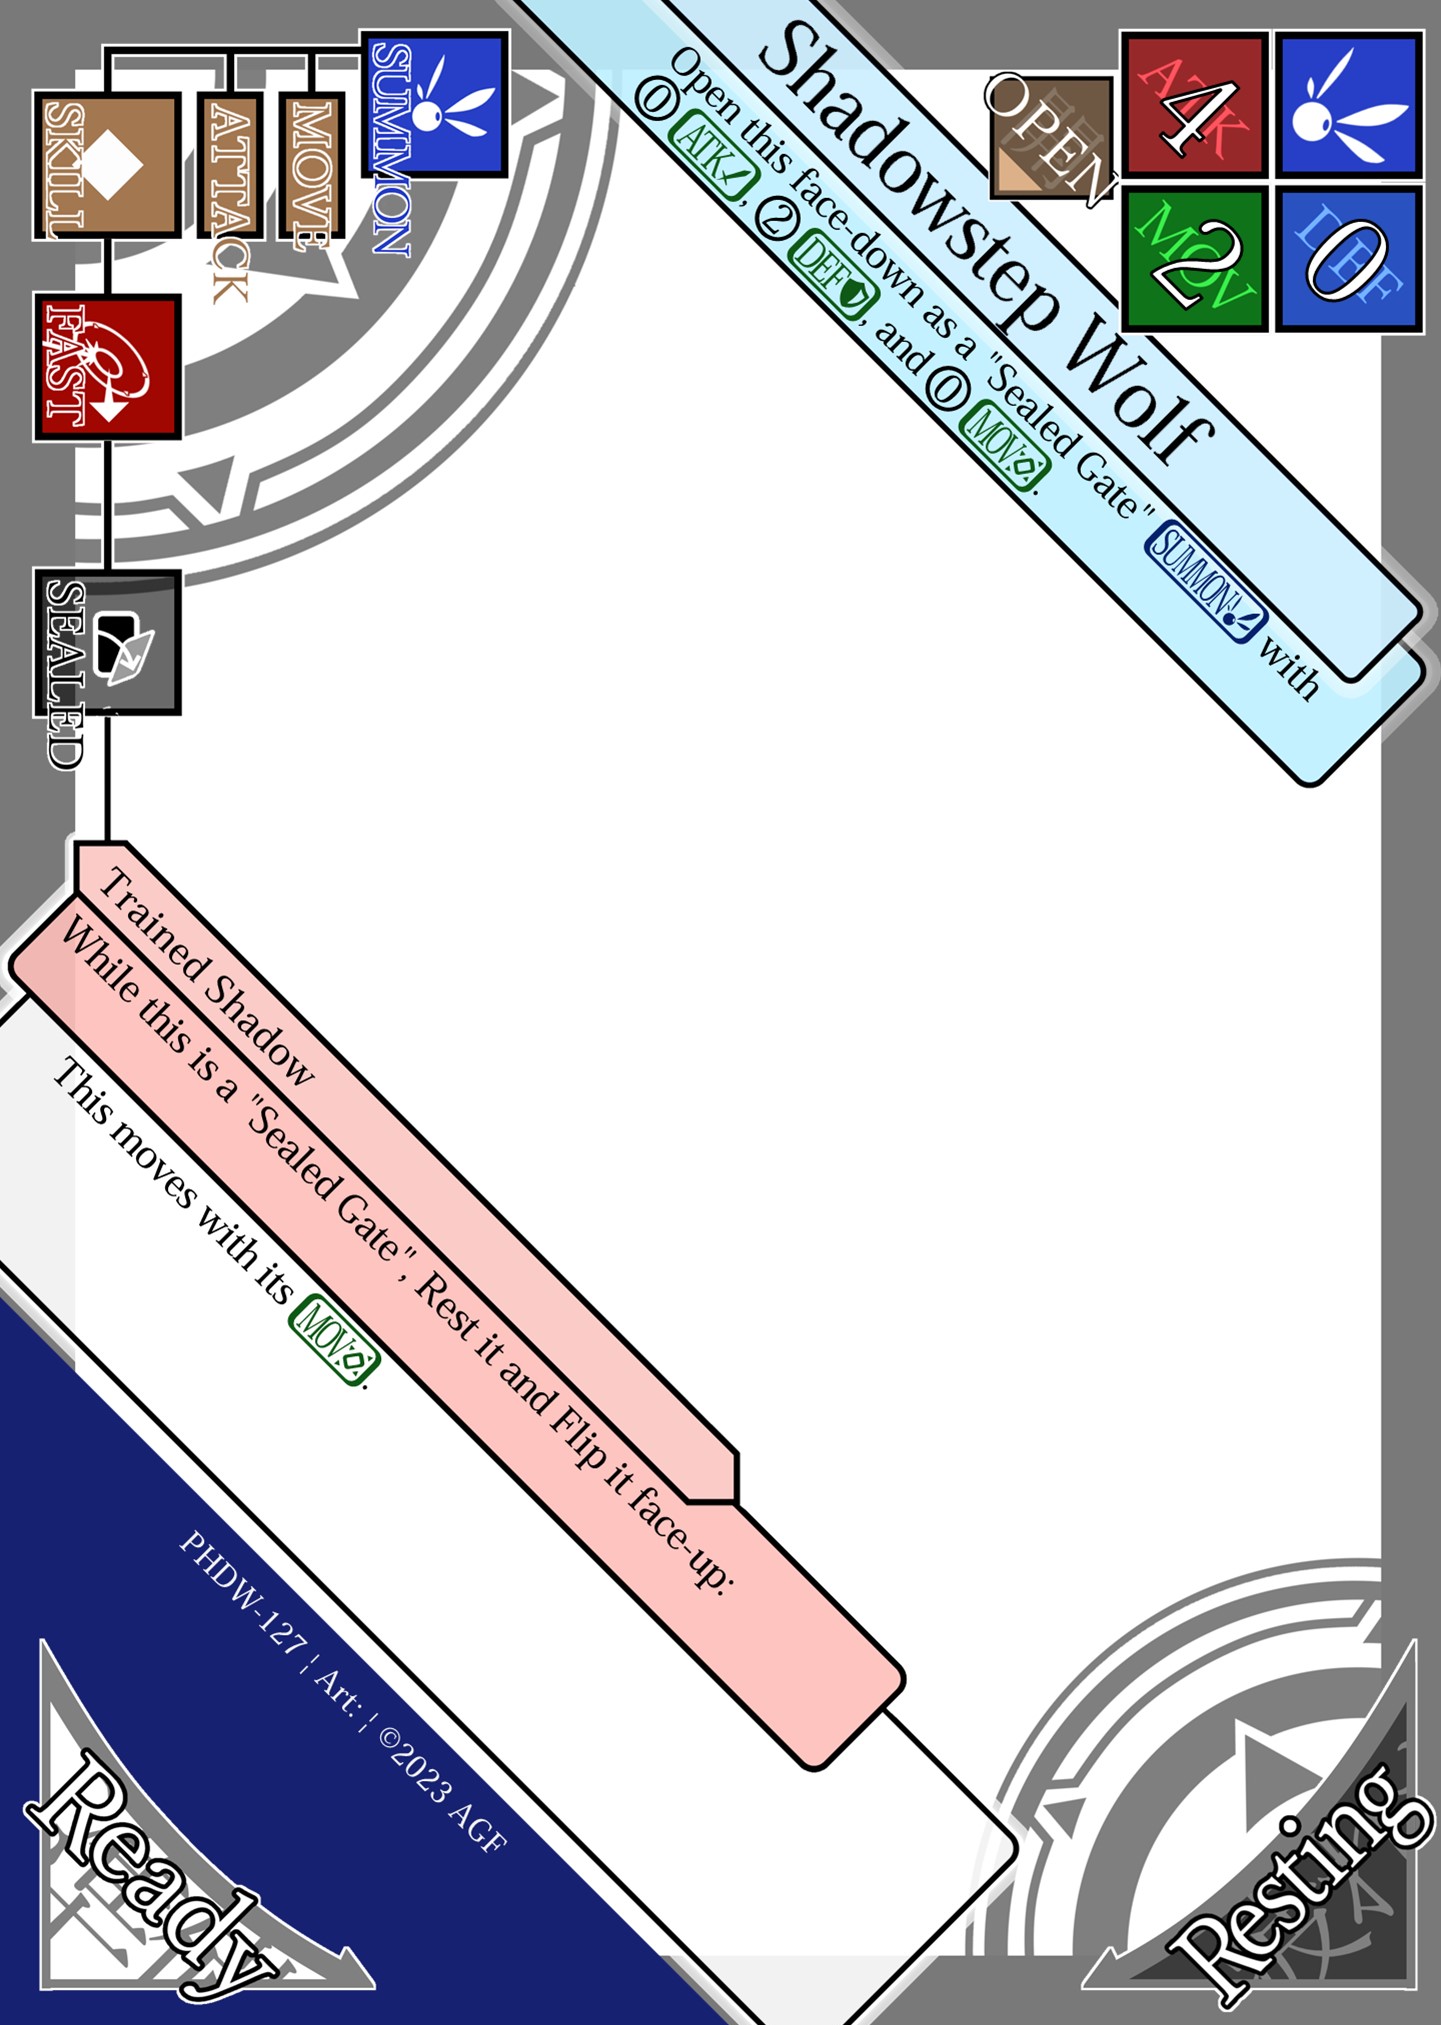 Shadowstep Wolf
Open this face-down as a "Sealed Gate" SUMMON with
0 ATK, 2 DEF, and 0 MOV.
OPEN
ATK 4
MOV 2
DEF 0
SUMMON
MOVE
ATTACK
SKILL
FAST
SEALED
Trained Shadow
While this is a "Sealed Gate", Rest it and Flip it face-up:
This moves with its MOV.
PHDW-127 ¦ Art: ¦ ©2023 AGF
Ready
Resting